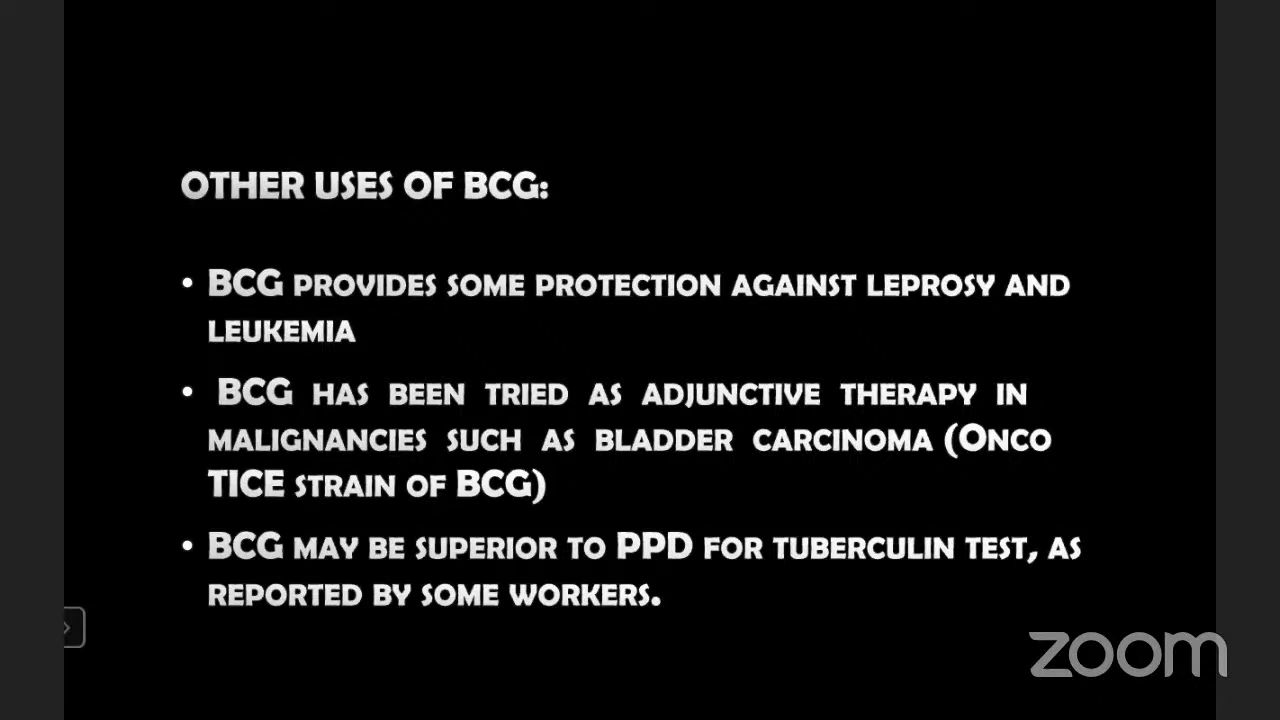 OTHER USES OF BCG:
• BCG PROVIDES SOME PROTECTION AGAINST LEPROSY AND
LEUKEMIA
• BCG HAS BEEN TRIED AS ADJUNCTIVE THERAPY IN
MALIGNANCIES SUCH AS BLADDER CARCINOMA (ONCO
TICE STRAIN OF BCG)
• BCG MAY BE SUPERIOR TO PPD FOR TUBERCULIN TEST, AS
REPORTED BY SOME WORKERS.
zoom